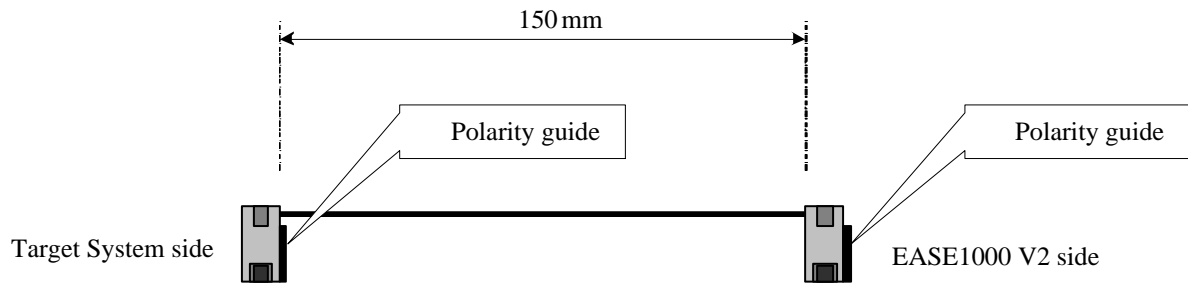 150 mm
Polarity guide
Polarity guide
Target System side
EASE1000 V2 side